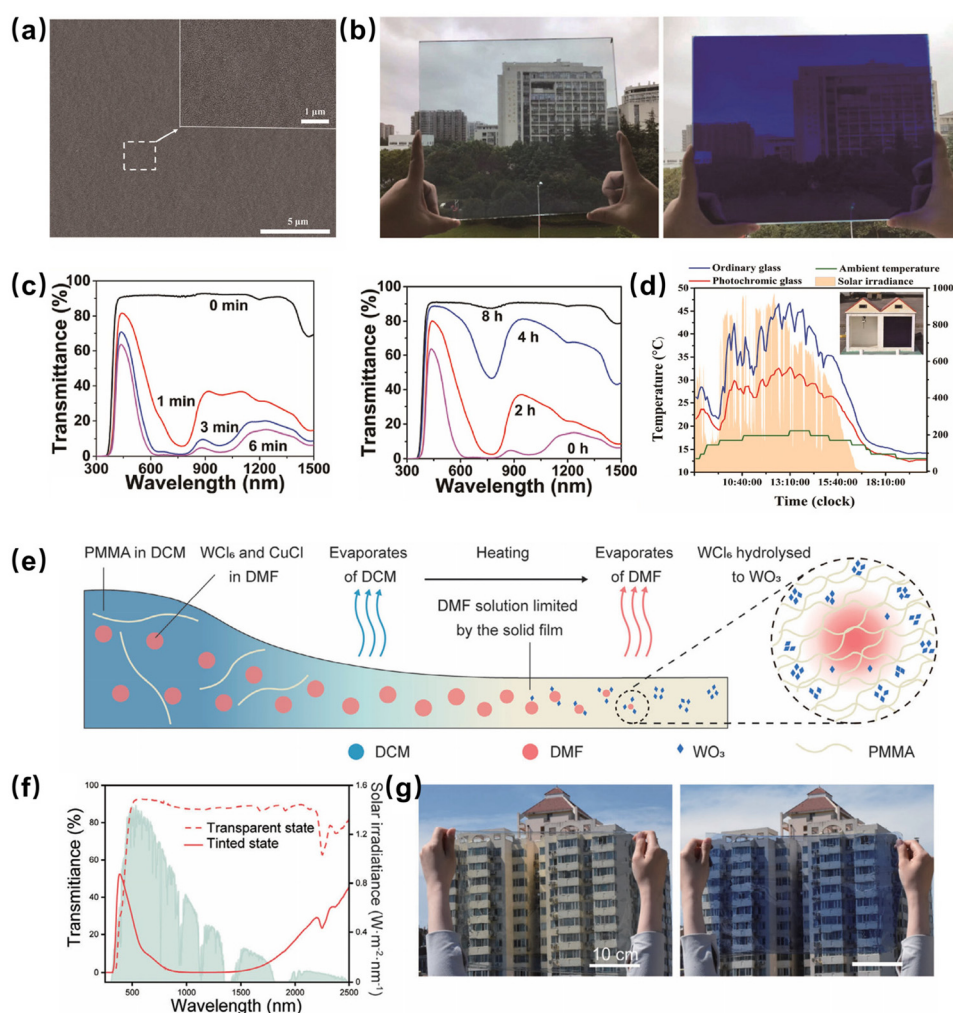 (a)
1 μm
5 μm
(b)
(c)
Transmittance (%)
100
80
60
40
20
0
0 min
1 min
3 min
6 min
300 600 900 1200 1500
Wavelength (nm)
Transmittance (%)
100
80
60
40
20
0
8 h
4 h
2 h
0 h
300 600 900 1200 1500
Wavelength (nm)
(d)
Ordinary glass
Ambient temperature
Photochromic glass
Solar irradiance
Temperature (°C)
50
45
40
35
30
25
20
15
10
1000
800
600
400
200
0
10:40:00 13:10:00 15:40:00 18:10:00
Time (clock)
(e)
PMMA in DCM
WCl₆ and CuCl
in DMF
Evaporates
of DCM
Heating
DMF solution limited
by the solid film
Evaporates
of DMF
WCl₆ hydrolysed
to WO₃
DCM
DMF
WO₃
PMMA
(f)
Transmitiance (%)
100
80
60
40
20
0
Transparent state
Tinted state
1.6
1.2
0.8
0.4
0
Solar irradiatiance (W·m⁻²·nmm⁻¹)
500 1000 1500 2000 2500
Wavelength (nm)
(g)
10 cm